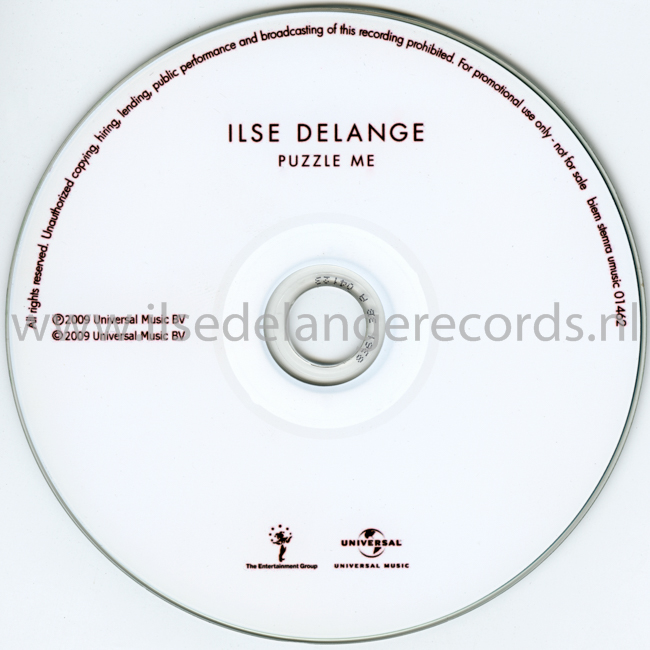 All rights reserved. Unauthorized copying, hiring, lending, public performance and broadcasting of this recording prohibited. For promotional use only - not for sale   biem stemra umusic 01462
ILSE DELANGE
PUZZLE ME
www.ilsedelangerecords.nl
℗2009 Universal Music BV
©2009 Universal Music BV
The Entertainment Group
UNIVERSAL
UNIVERSAL MUSIC